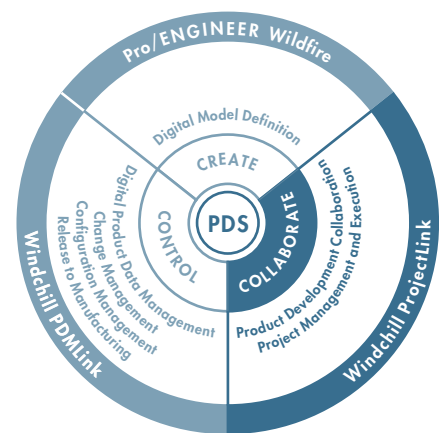 Pro/ENGINEER Wildfire
Digital Model Definition
CREATE
PDS
CONTROL
COLLABORATE
Digital Product Data Management
Change Management
Configuration Management
Release to Manufacturing
Product Development Collaboration
Project Management and Execution
Windchill PDMLink
Windchill ProjectLink